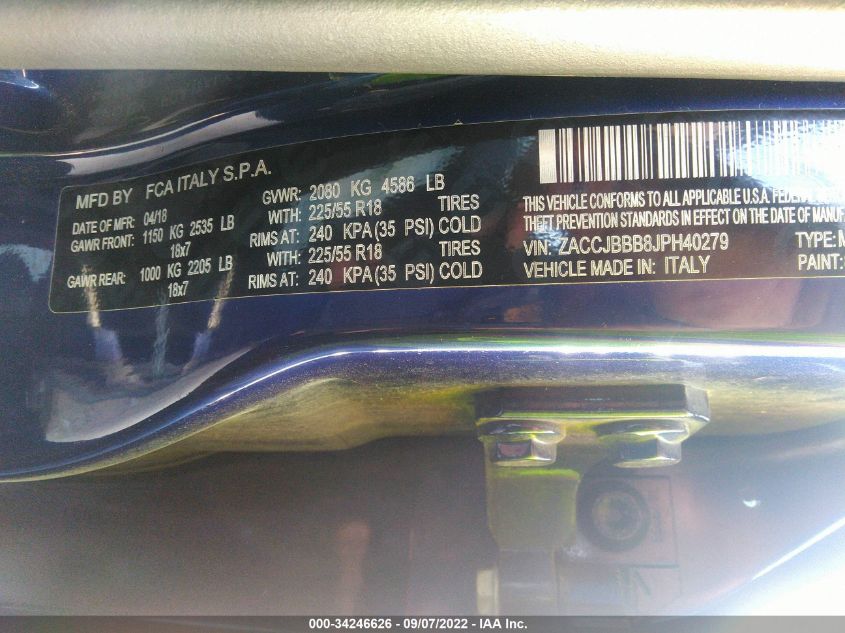 MFD BY FCA ITALY S.P.A.
DATE OF MFR 04/18
GAWR FRONT: 1150 KG 2535 LB
18x7
GAWR REAR: 1000 KG 2205 LB
18x7
GVWR: 2080 KG 4586 LB
WITH: 225/55 R18 TIRES
RIMS AT: 240 KPA(35 PSI) COLD
WITH: 225/55 R18 TIRES
RIMS AT: 240 KPA(35 PSI) COLD
THIS VEHICLE CONFORMS TO ALL APPLICABLE U.S.A.
THEFT PREVENTION STANDARDS IN EFFECT ON THE DATE OF
VIN: ZACCJBBB8JPH40279 TYPE:
VEHICLE MADE IN: ITALY PAINT:
000-34246626 - 09/07/2022 - IAA Inc.